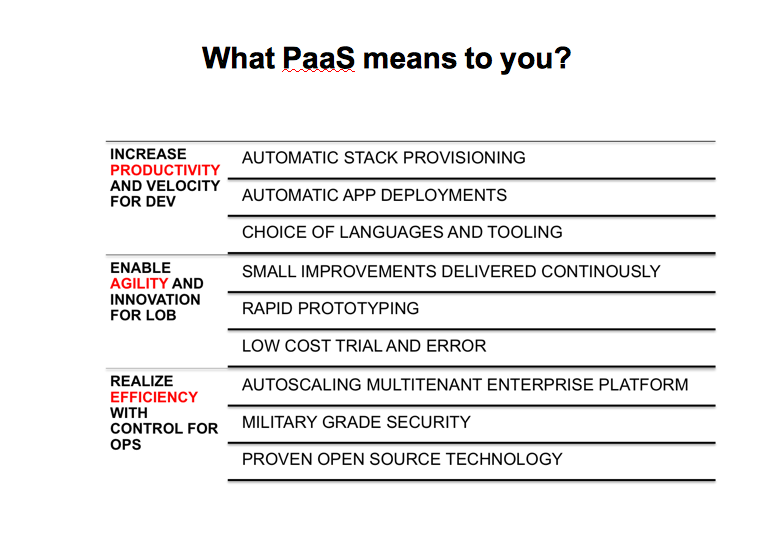 What PaaS means to you?
INCREASE
PRODUCTIVITY
AND VELOCITY
FOR DEV
AUTOMATIC STACK PROVISIONING
AUTOMATIC APP DEPLOYMENTS
CHOICE OF LANGUAGES AND TOOLING
ENABLE
AGILITY AND
INNOVATION
FOR LOB
SMALL IMPROVEMENTS DELIVERED CONTINOUSLY
RAPID PROTOTYPING
LOW COST TRIAL AND ERROR
REALIZE
EFFICIENCY
WITH
CONTROL FOR
OPS
AUTOSCALING MULTITENANT ENTERPRISE PLATFORM
MILITARY GRADE SECURITY
PROVEN OPEN SOURCE TECHNOLOGY